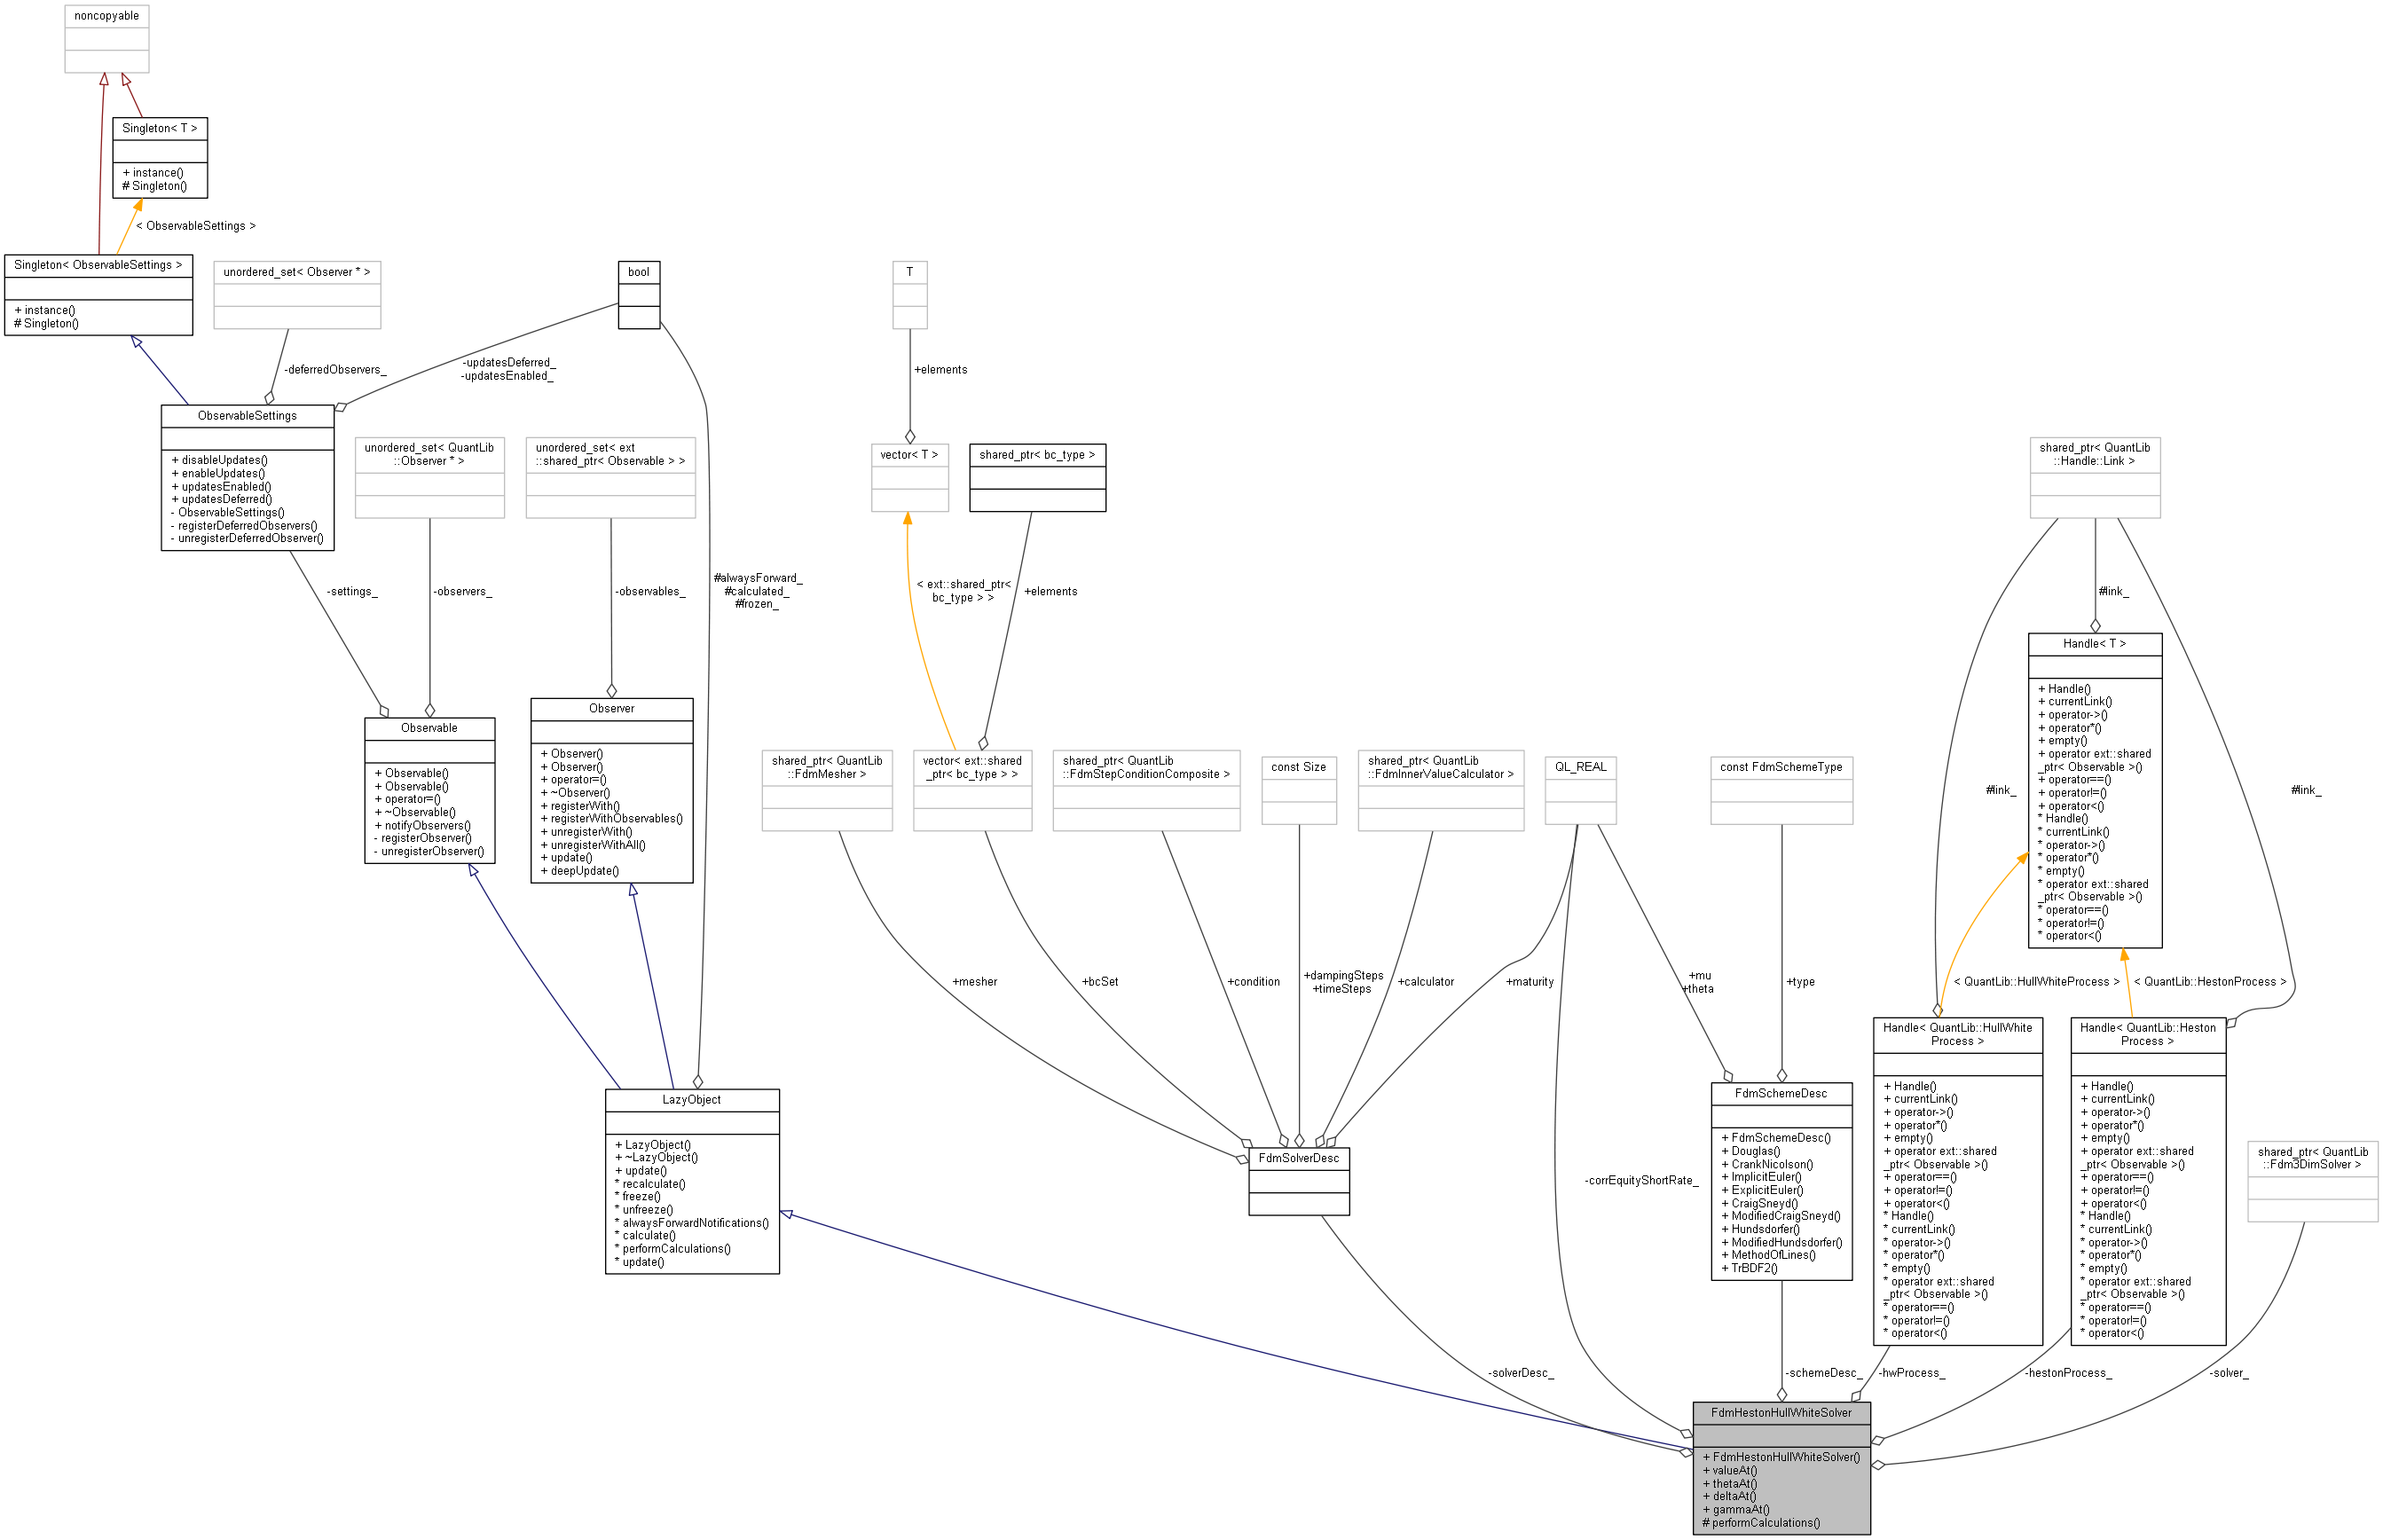 noncopyable
Singleton< T >
+ instance()
# Singleton()
< ObservableSettings >
Singleton< ObservableSettings >
+ instance()
# Singleton()
unordered_set< Observer * >
bool
T
-deferredObservers_
-updatesDeferred_
-updatesEnabled_
+elements
ObservableSettings
+ disableUpdates()
+ enableUpdates()
+ updatesEnabled()
+ updatesDeferred()
- ObservableSettings()
- registerDeferredObservers()
- unregisterDeferredObserver()
unordered_set< QuantLib
::Observer * >
unordered_set< ext
::shared_ptr< Observable > >
vector< T >
shared_ptr< bc_type >
shared_ptr< QuantLib
::Handle::Link >
-settings_
-observers_
-observables_
#alwaysForward_
#calculated_
#frozen_
< ext::shared_ptr<
bc_type > >
+elements
#link_
Handle< T >
+ Handle()
+ currentLink()
+ operator->()
+ operator*()
+ empty()
+ operator ext::shared
_ptr< Observable >()
+ operator==()
+ operator!=()
+ operator<()
* Handle()
* currentLink()
* operator->()
* operator*()
* empty()
* operator ext::shared
_ptr< Observable >()
* operator==()
* operator!=()
* operator<()
Observable
+ Observable()
+ Observable()
+ operator=()
+ ~Observable()
+ notifyObservers()
- registerObserver()
- unregisterObserver()
Observer
+ Observer()
+ Observer()
+ operator=()
+ ~Observer()
+ registerWith()
+ registerWithObservables()
+ unregisterWith()
+ unregisterWithAll()
+ update()
+ deepUpdate()
shared_ptr< QuantLib
::FdmMesher >
vector< ext::shared
_ptr< bc_type > >
shared_ptr< QuantLib
::FdmStepConditionComposite >
const Size
shared_ptr< QuantLib
::FdmInnerValueCalculator >
QL_REAL
const FdmSchemeType
#link_
#link_
+mesher
+bcSet
+condition
+dampingSteps
+timeSteps
+calculator
+maturity
+mu
+theta
+type
< QuantLib::HullWhiteProcess >
< QuantLib::HestonProcess >
LazyObject
+ LazyObject()
+ ~LazyObject()
+ update()
* recalculate()
* freeze()
* unfreeze()
* alwaysForwardNotifications()
* calculate()
* performCalculations()
* update()
FdmSolverDesc
-corrEquityShortRate_
FdmSchemeDesc
+ FdmSchemeDesc()
+ Douglas()
+ CrankNicolson()
+ ImplicitEuler()
+ ExplicitEuler()
+ CraigSneyd()
+ ModifiedCraigSneyd()
+ Hundsdorfer()
+ ModifiedHundsdorfer()
+ MethodOfLines()
+ TrBDF2()
Handle< QuantLib::HullWhite
Process >
+ Handle()
+ currentLink()
+ operator->()
+ operator*()
+ empty()
+ operator ext::shared
_ptr< Observable >()
+ operator==()
+ operator!=()
+ operator<()
* Handle()
* currentLink()
* operator->()
* operator*()
* empty()
* operator ext::shared
_ptr< Observable >()
* operator==()
* operator!=()
* operator<()
Handle< QuantLib::Heston
Process >
+ Handle()
+ currentLink()
+ operator->()
+ operator*()
+ empty()
+ operator ext::shared
_ptr< Observable >()
+ operator==()
+ operator!=()
+ operator<()
* Handle()
* currentLink()
* operator->()
* operator*()
* empty()
* operator ext::shared
_ptr< Observable >()
* operator==()
* operator!=()
* operator<()
shared_ptr< QuantLib
::Fdm3DimSolver >
-solverDesc_
-schemeDesc_
-hwProcess_
-hestonProcess_
-solver_
FdmHestonHullWhiteSolver
+ FdmHestonHullWhiteSolver()
+ valueAt()
+ thetaAt()
+ deltaAt()
+ gammaAt()
# performCalculations()